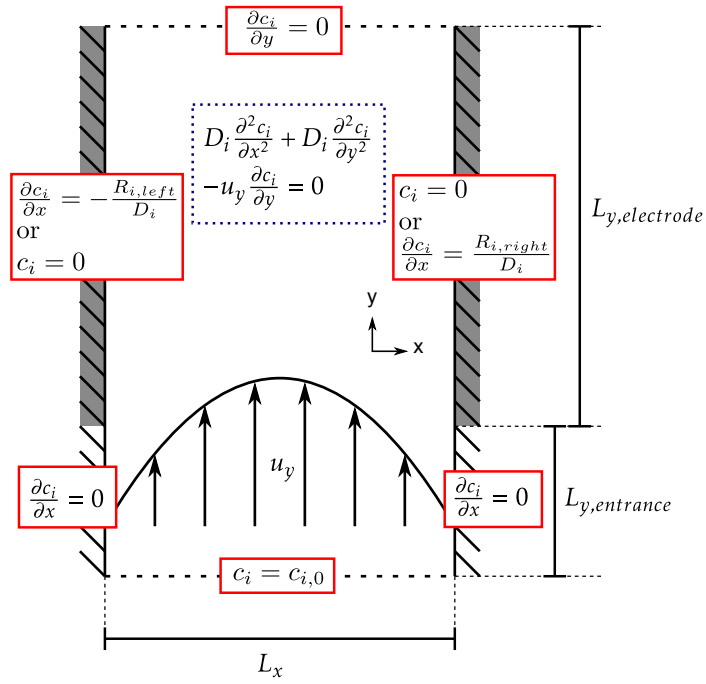 ∂c_i/∂y = 0
D_i ∂²c_i/∂x² + D_i ∂²c_i/∂y²
−u_y ∂c_i/∂y = 0
∂c_i/∂x = −R_{i,left}/D_i
or
c_i = 0
c_i = 0
or
∂c_i/∂x = R_{i,right}/D_i
L_{y,electrode}
y
x
u_y
∂c_i/∂x = 0
∂c_i/∂x = 0
L_{y,entrance}
c_i = c_{i,0}
L_x